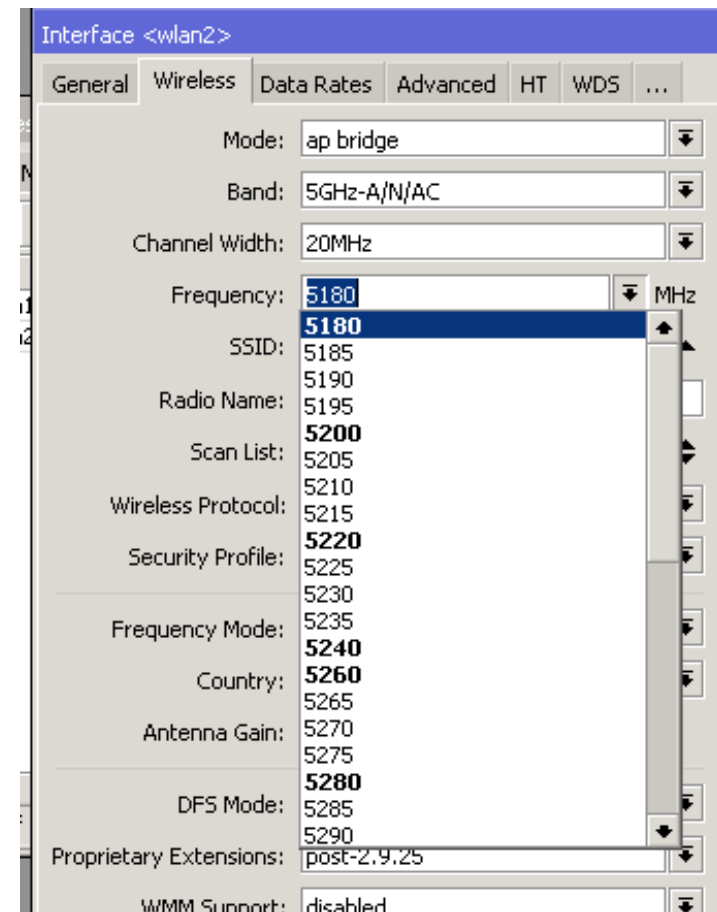 Interface <wlan2>
General Wireless Data Rates Advanced HT WDS ...
Mode: ap bridge
Band: 5GHz-A/N/AC
Channel Width: 20MHz
Frequency: 5180 MHz
5180
SSID:
5185
5190
Radio Name:
5195
5200
Scan List:
5205
5210
Wireless Protocol:
5215
5220
Security Profile:
5225
5230
5235
Frequency Mode:
5240
5260
Country:
5265
5270
Antenna Gain:
5275
5280
DFS Mode:
5285
5290
Proprietary Extensions: post-2.9.25
WMM Support: disabled